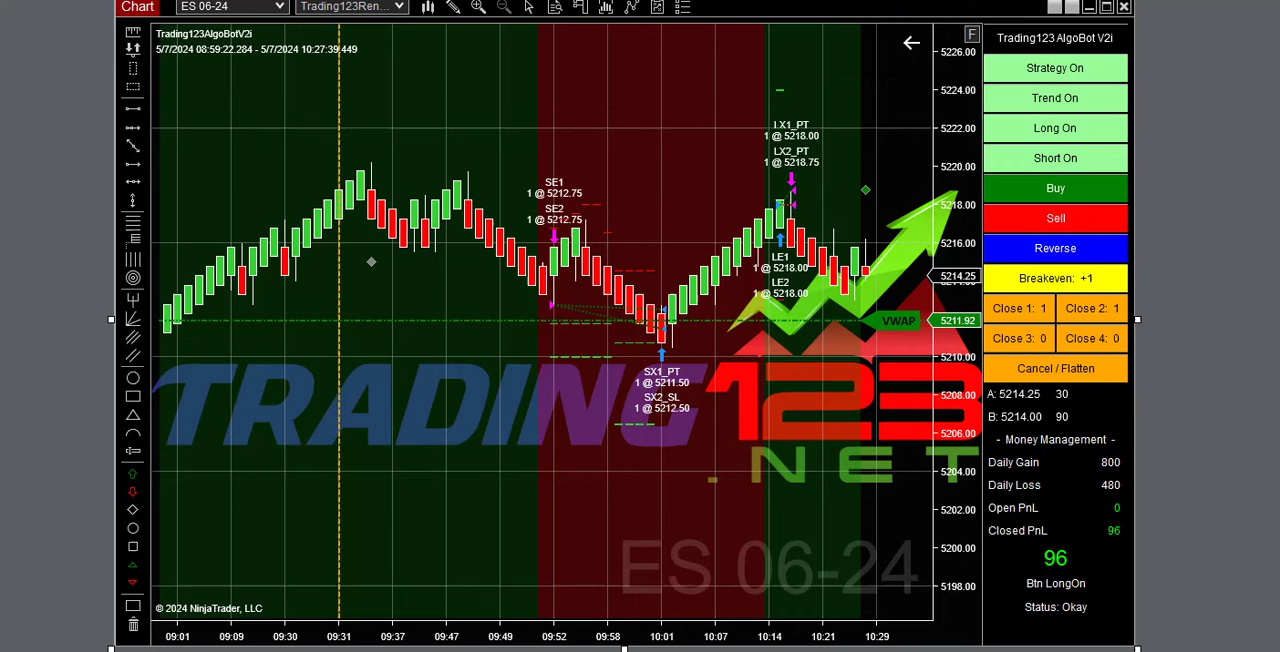 Chart
ES 06-24
Trading123Ren...
Trading123AlgoBotV2i
5/7/2024 08:59:22.284 - 5/7/2024 10:27:39.449
F
Trading123 AlgoBot V2i
Strategy On
Trend On
Long On
Short On
Buy
Sell
Reverse
Breakeven: +1
Close 1: 1
Close 2: 1
Close 3: 0
Close 4: 0
Cancel / Flatten
A: 5214.25 30
B: 5214.00 90
- Money Management -
Daily Gain 800
Daily Loss 480
Open PnL 0
Closed PnL 96
96
Btn LongOn
Status: Okay
5226.00
5224.00
5222.00
5220.00
5218.00
5216.00
5214.25
5211.92
5210.00
5208.00
5206.00
5204.00
5202.00
5200.00
5198.00
LX1_PT
1 @ 5218.00
LX2_PT
1 @ 5218.75
SE1
1 @ 5212.75
SE2
1 @ 5212.75
LE1
1 @ 5218.00
LE2
1 @ 5218.00
VWAP
SX1_PT
1 @ 5211.50
SX2_SL
1 @ 5212.50
TRADING 123
.NET
ES 06-24
© 2024 NinjaTrader, LLC
09:01 09:09 09:30 09:31 09:37 09:47 09:49 09:52 09:58 10:01 10:07 10:14 10:21 10:29